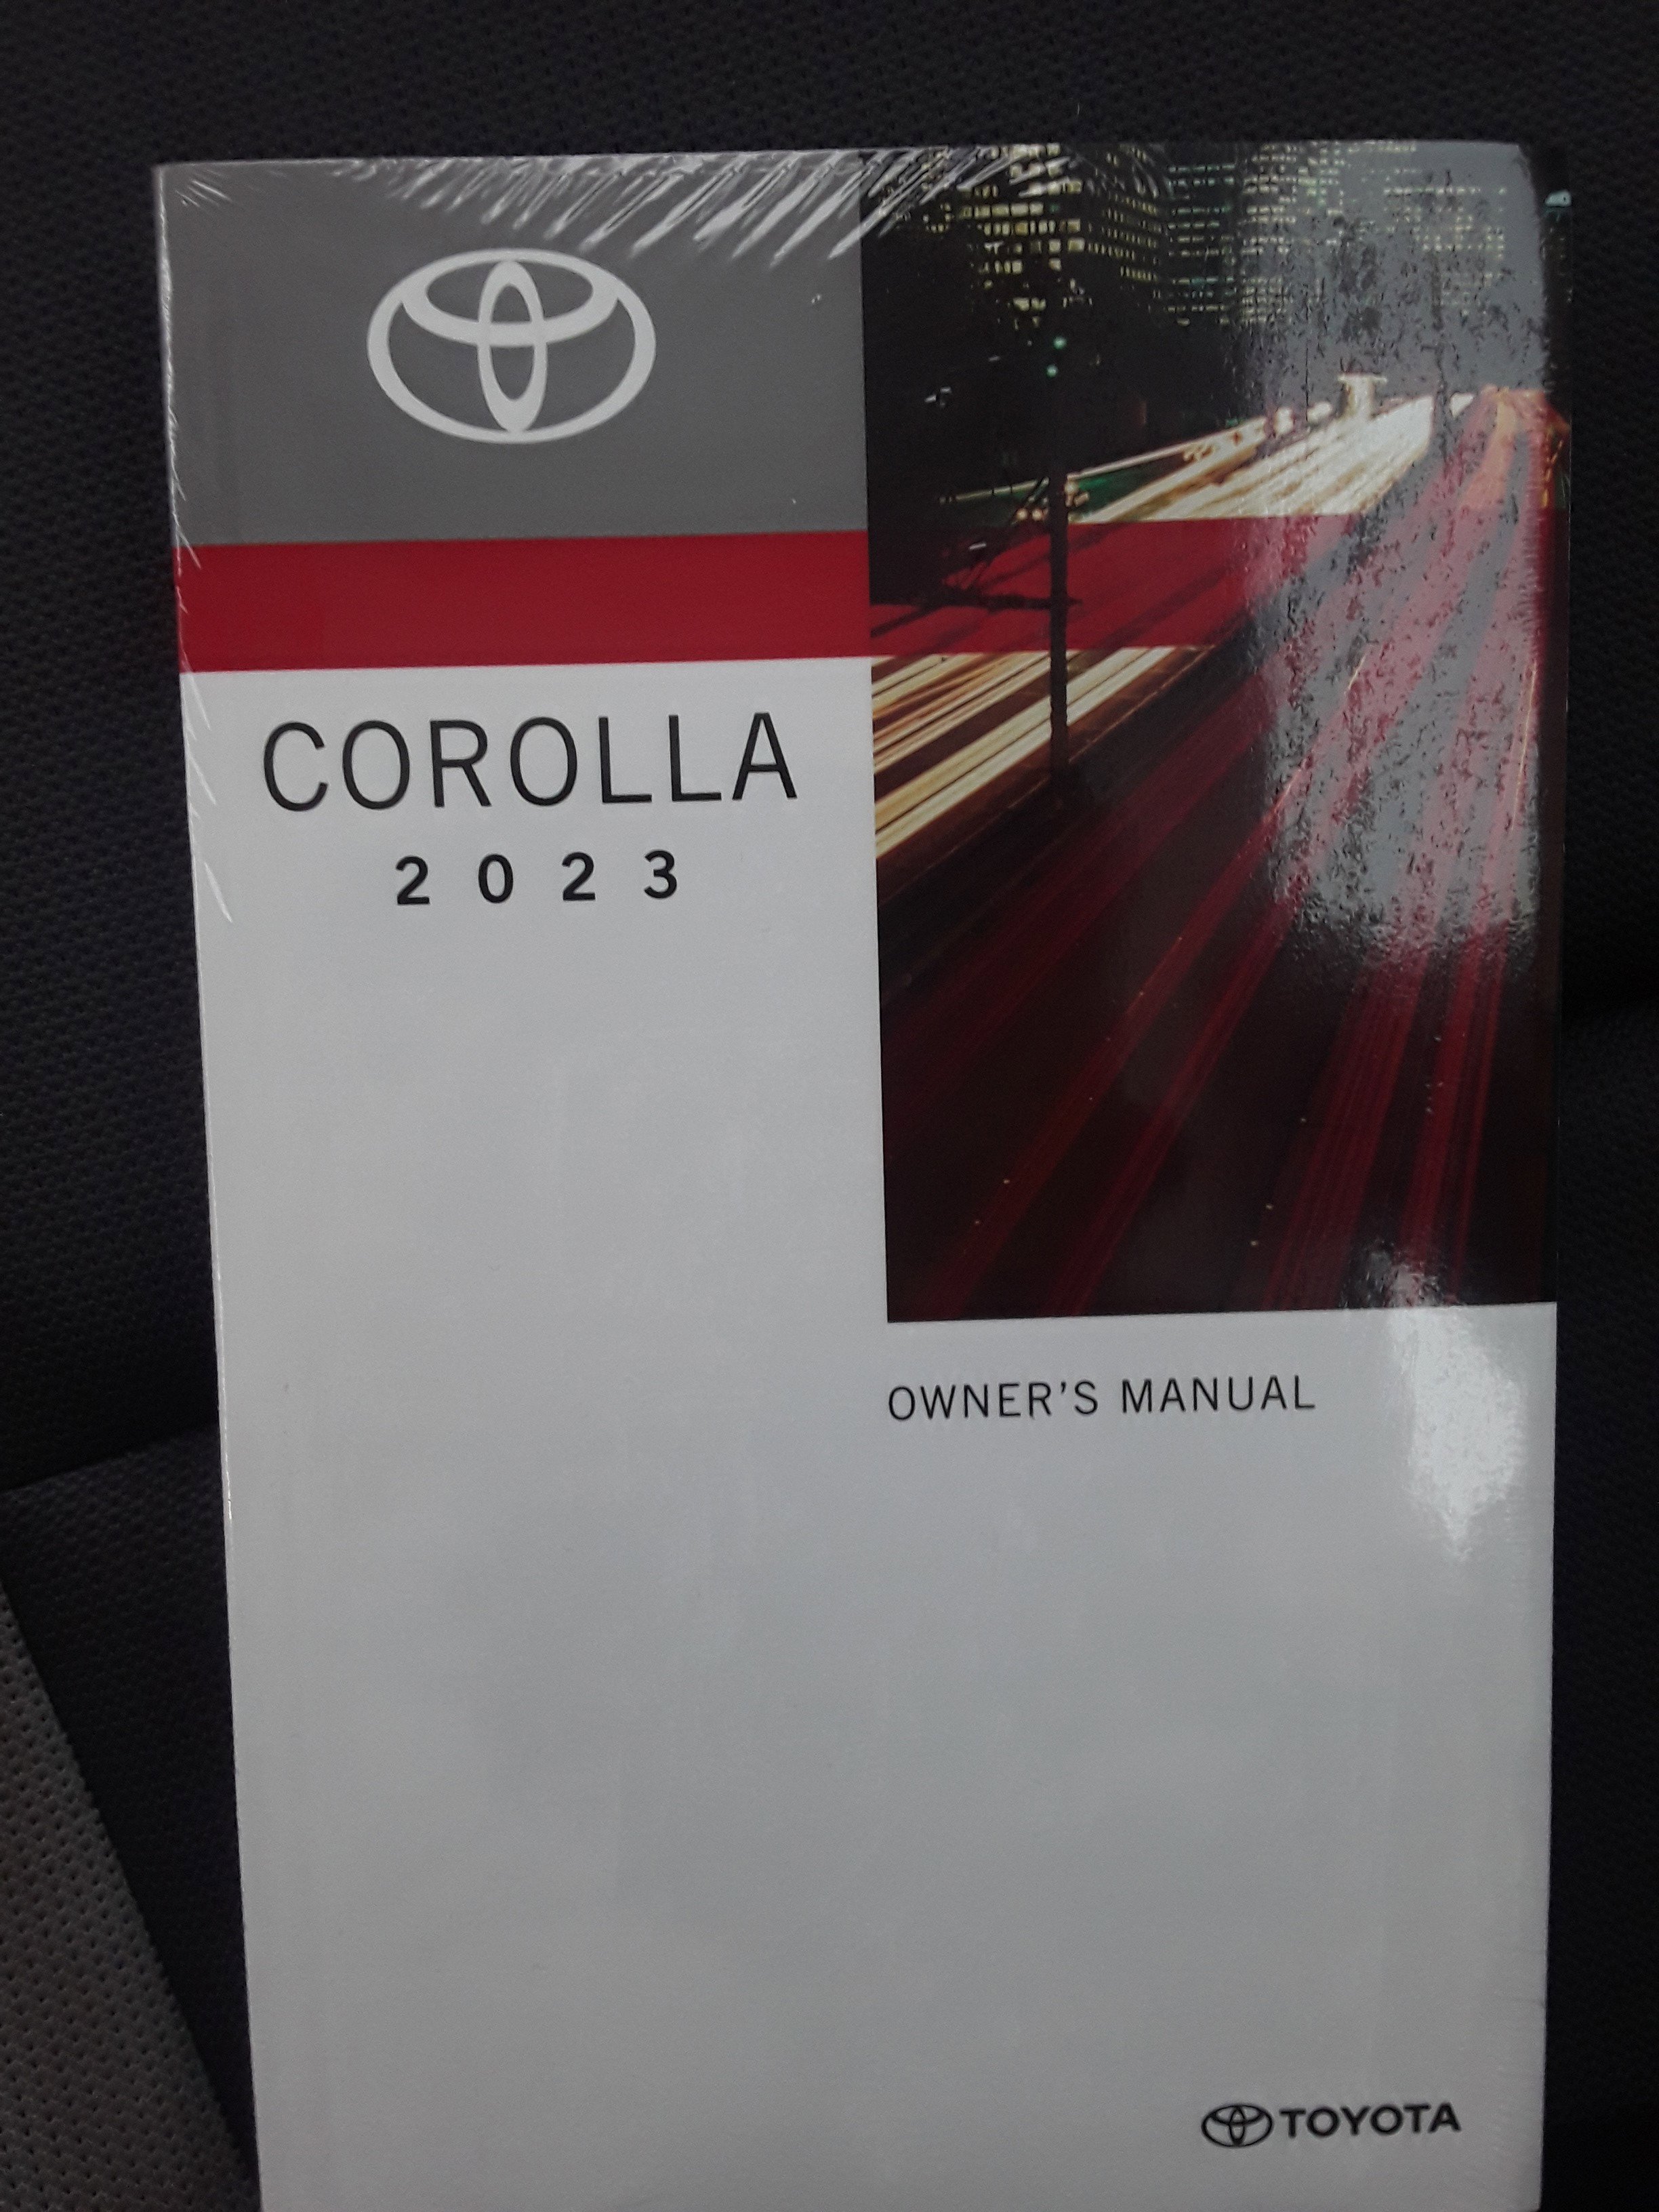 COROLLA
2023
OWNER'S MANUAL
TOYOTA